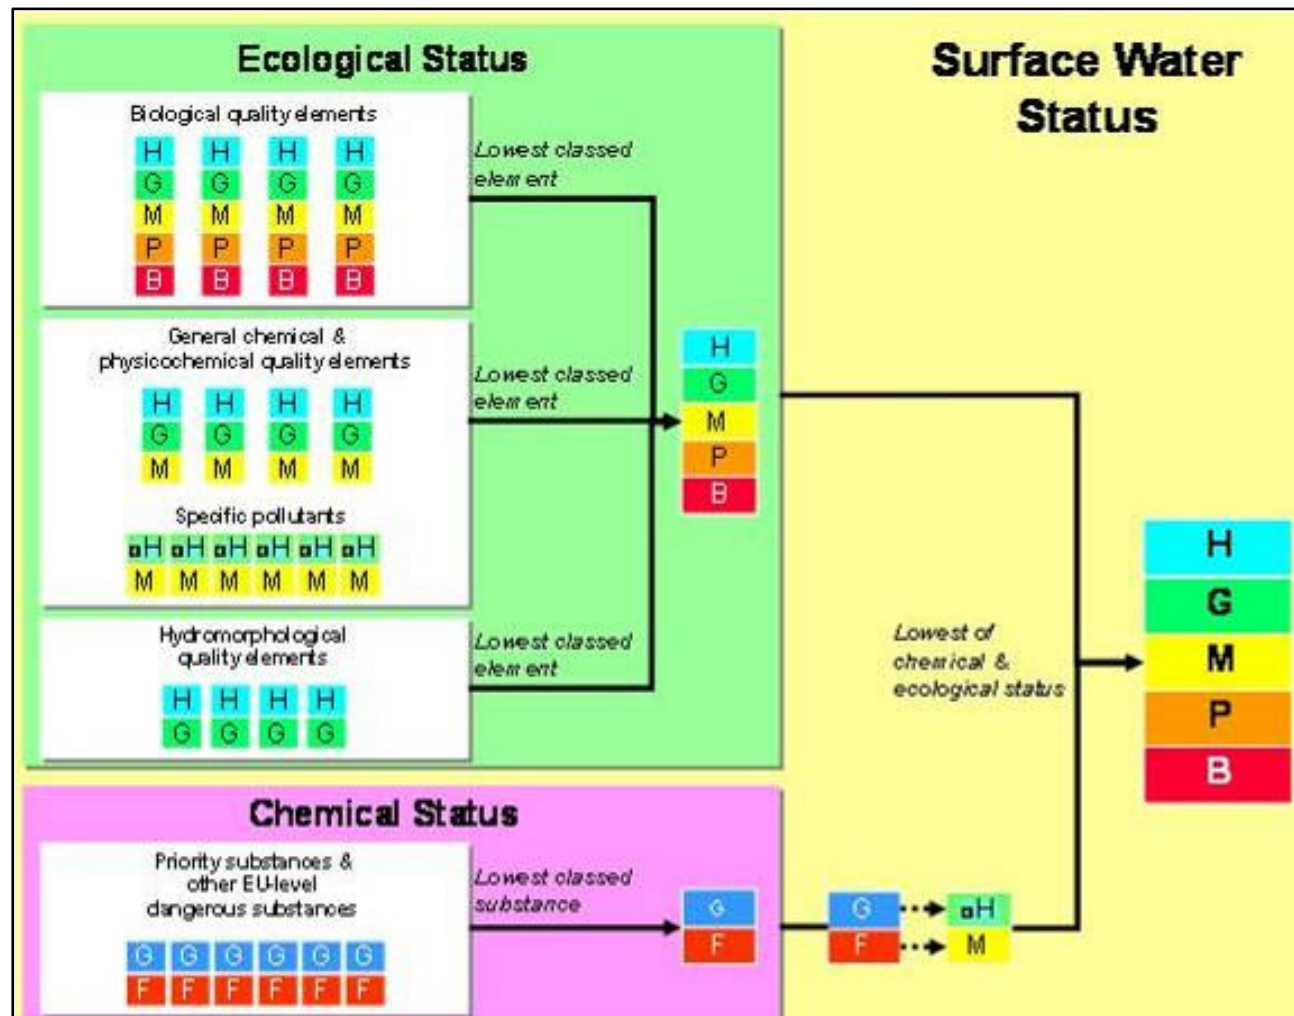 Ecological Status
Surface Water
Status
Biological quality elements
H H H H
G G G G
M M M M
P P P P
B B B B
Lowest classed
element
General chemical &
physicochemical quality elements
H H H H
G G G G
M M M M
Lowest classed
element
Specific pollutants
H H H H H H
M M M M M M
Hydromorphological
quality elements
H H H H
G G G G
Lowest classed
element
H
G
M
P
B
Chemical Status
Priority substances &
other EU-level
dangerous substances
G G G G G G
F F F F F F
Lowest classed
substance
G
F
G H
F M
Lowest of
chemical &
ecological status
H
G
M
P
B